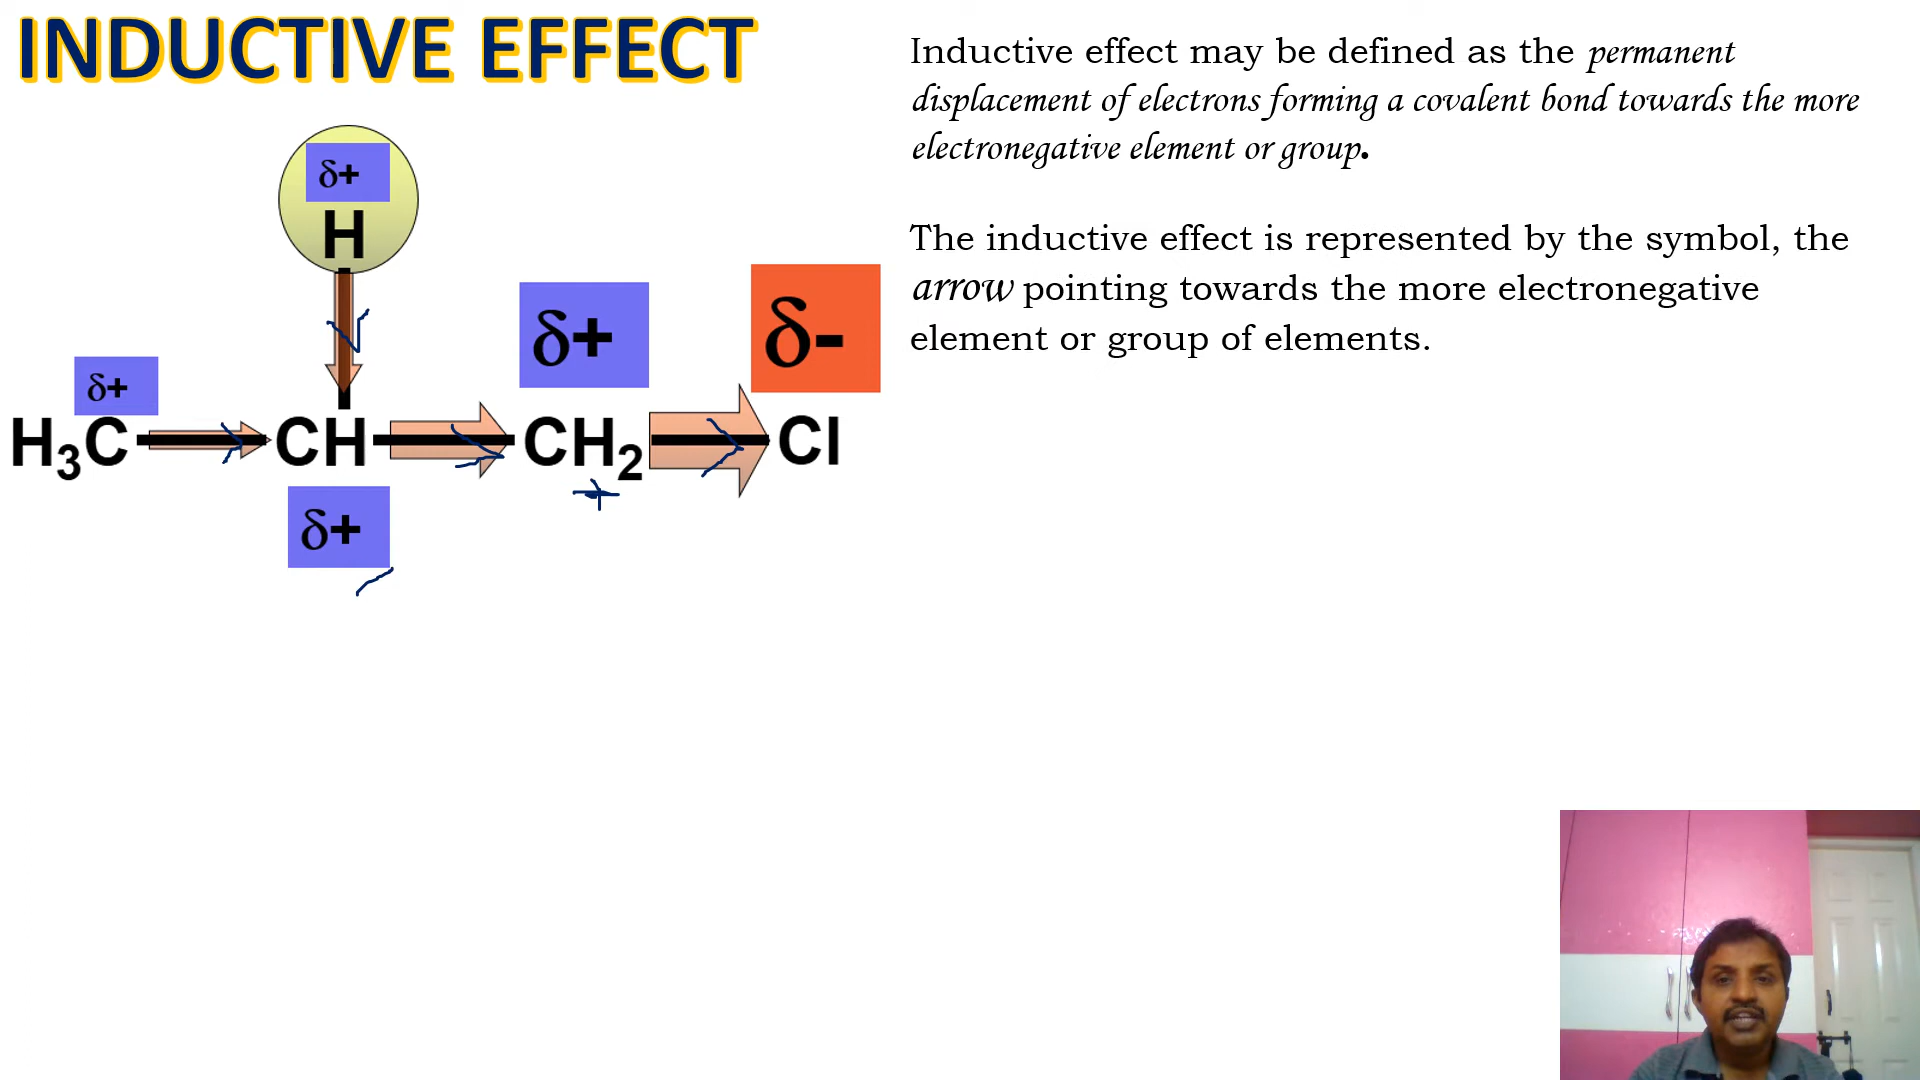 INDUCTIVE EFFECT
Inductive effect may be defined as the permanent
displacement of electrons forming a covalent bond towards the more
electronegative element or group.
The inductive effect is represented by the symbol, the
arrow pointing towards the more electronegative
element or group of elements.
δ+
H
δ+
δ-
δ+
H₃C CH CH₂ Cl
+
δ+